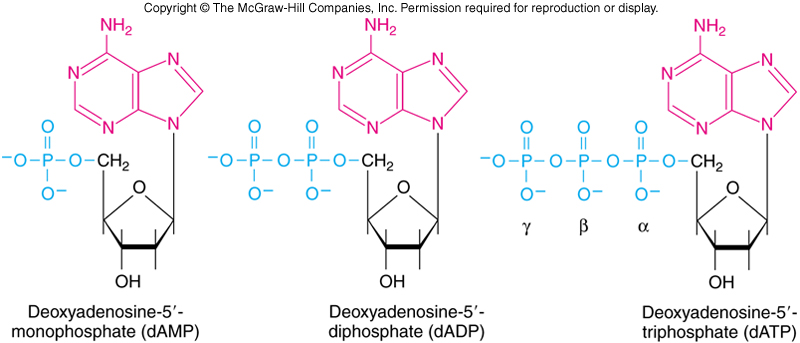 Copyright © The McGraw-Hill Companies, Inc. Permission required for reproduction or display.
NH₂ NH₂ NH₂
N N N N N N
N N N N N N
O O O O O O
⁻O–P–O–CH₂ ⁻O–P–O–P–O–CH₂ ⁻O–P–O–P–O–P–O–CH₂
O⁻ O⁻ O⁻ O⁻ O⁻ O⁻
O O O
γ β α
OH OH OH
Deoxyadenosine-5′-
monophosphate (dAMP)
Deoxyadenosine-5′-
diphosphate (dADP)
Deoxyadenosine-5′-
triphosphate (dATP)